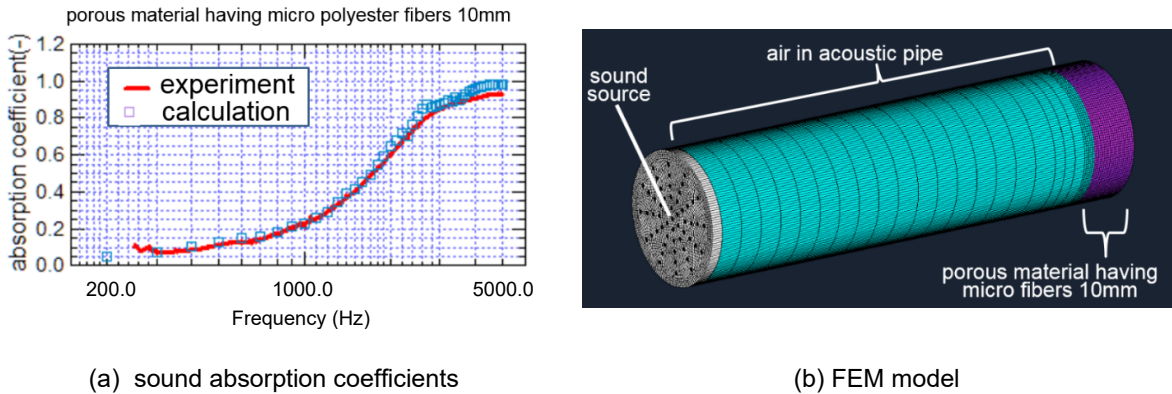 porous material having micro polyester fibers 10mm
absorption coefficient(-)
1.2
1.0
0.8
0.6
0.4
0.2
0.0
experiment
calculation
200.0
1000.0
5000.0
Frequency (Hz)
(a) sound absorption coefficients
air in acoustic pipe
sound
source
porous material having
micro fibers 10mm
(b) FEM model